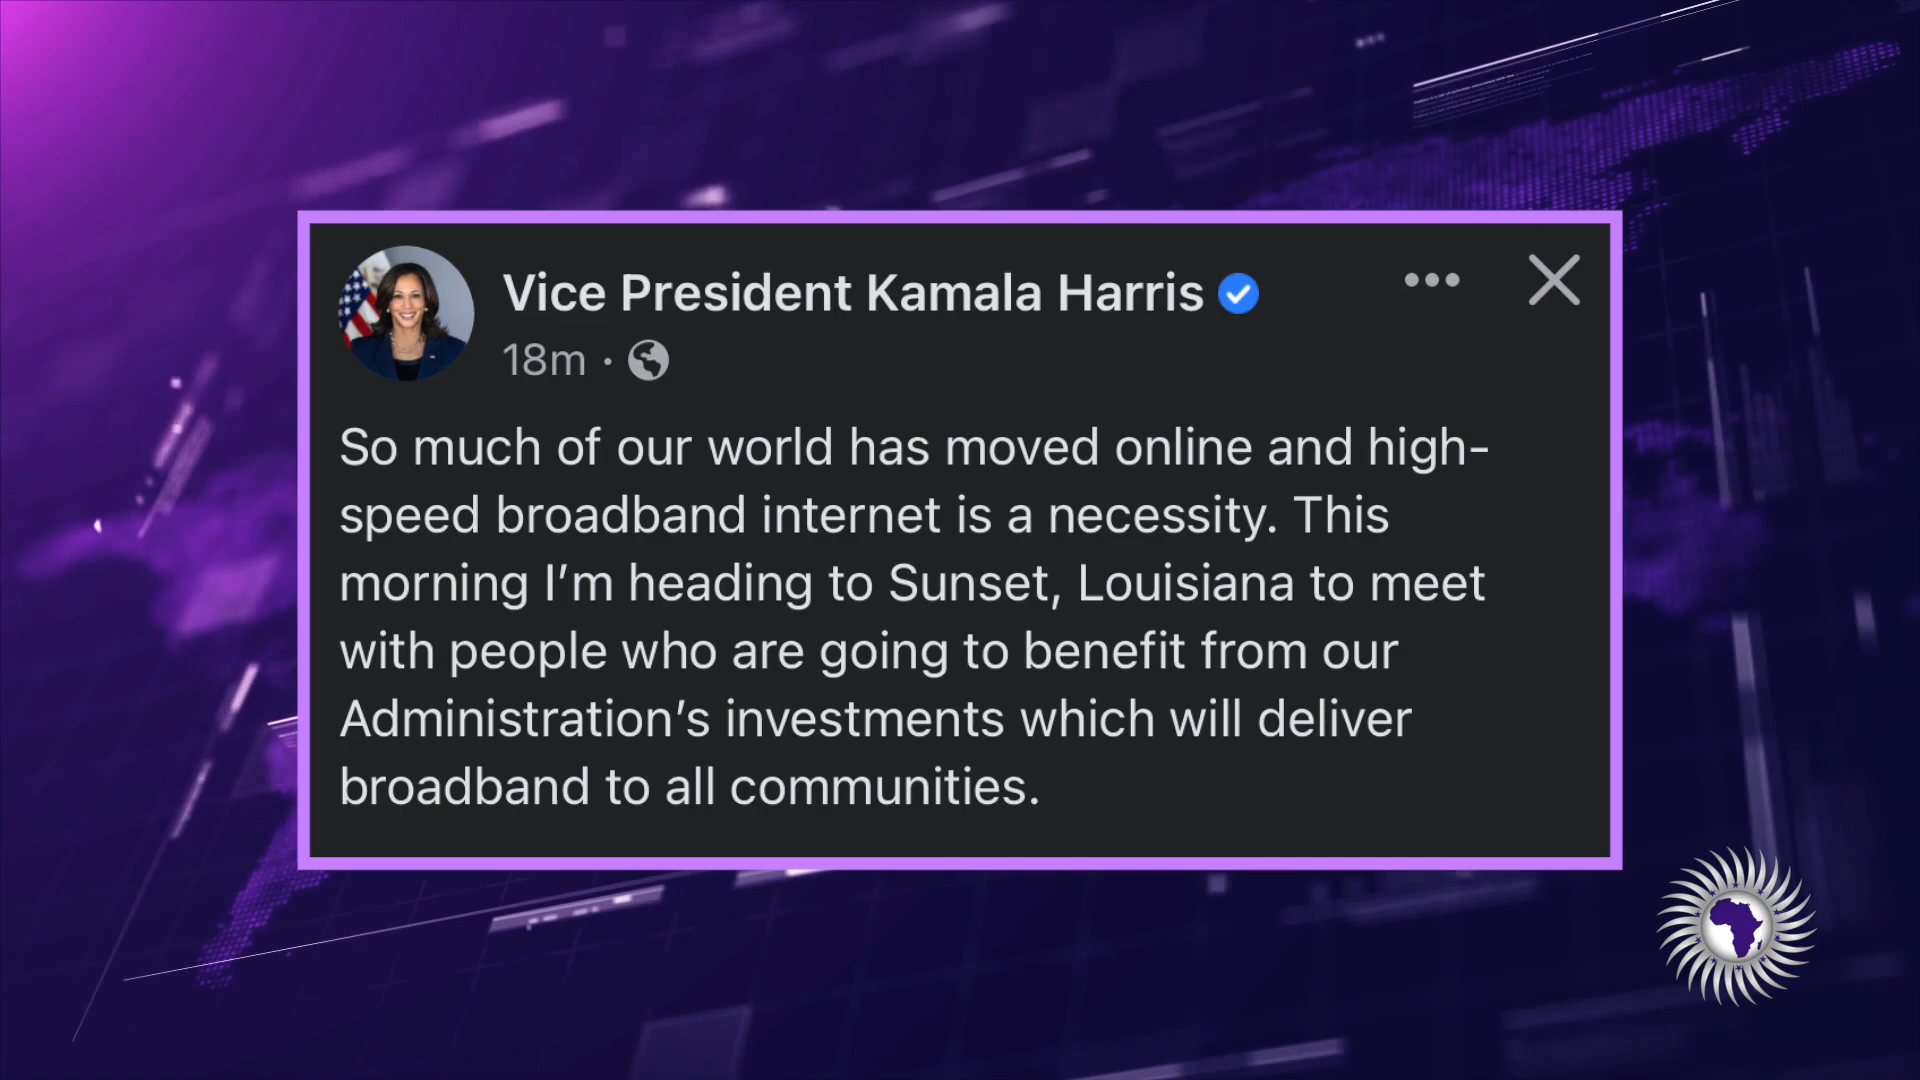 Vice President Kamala Harris
18m ·
So much of our world has moved online and high-
speed broadband internet is a necessity. This
morning I’m heading to Sunset, Louisiana to meet
with people who are going to benefit from our
Administration’s investments which will deliver
broadband to all communities.